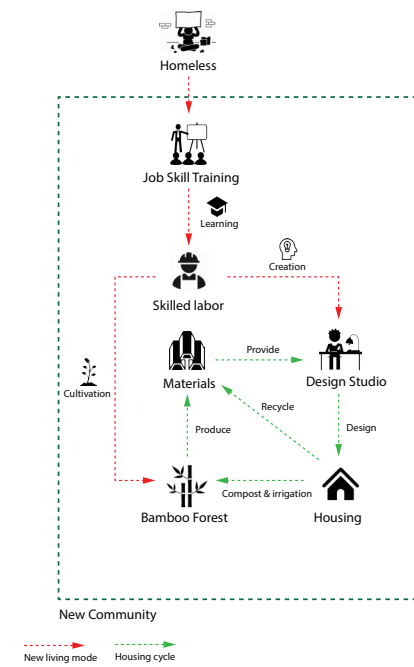 Homeless
Job Skill Training
Learning
Creation
Skilled labor
Provide
Materials
Design Studio
Cultivation
Recycle
Produce
Design
Compost & irrigation
Bamboo Forest
Housing
New Community
New living mode
Housing cycle